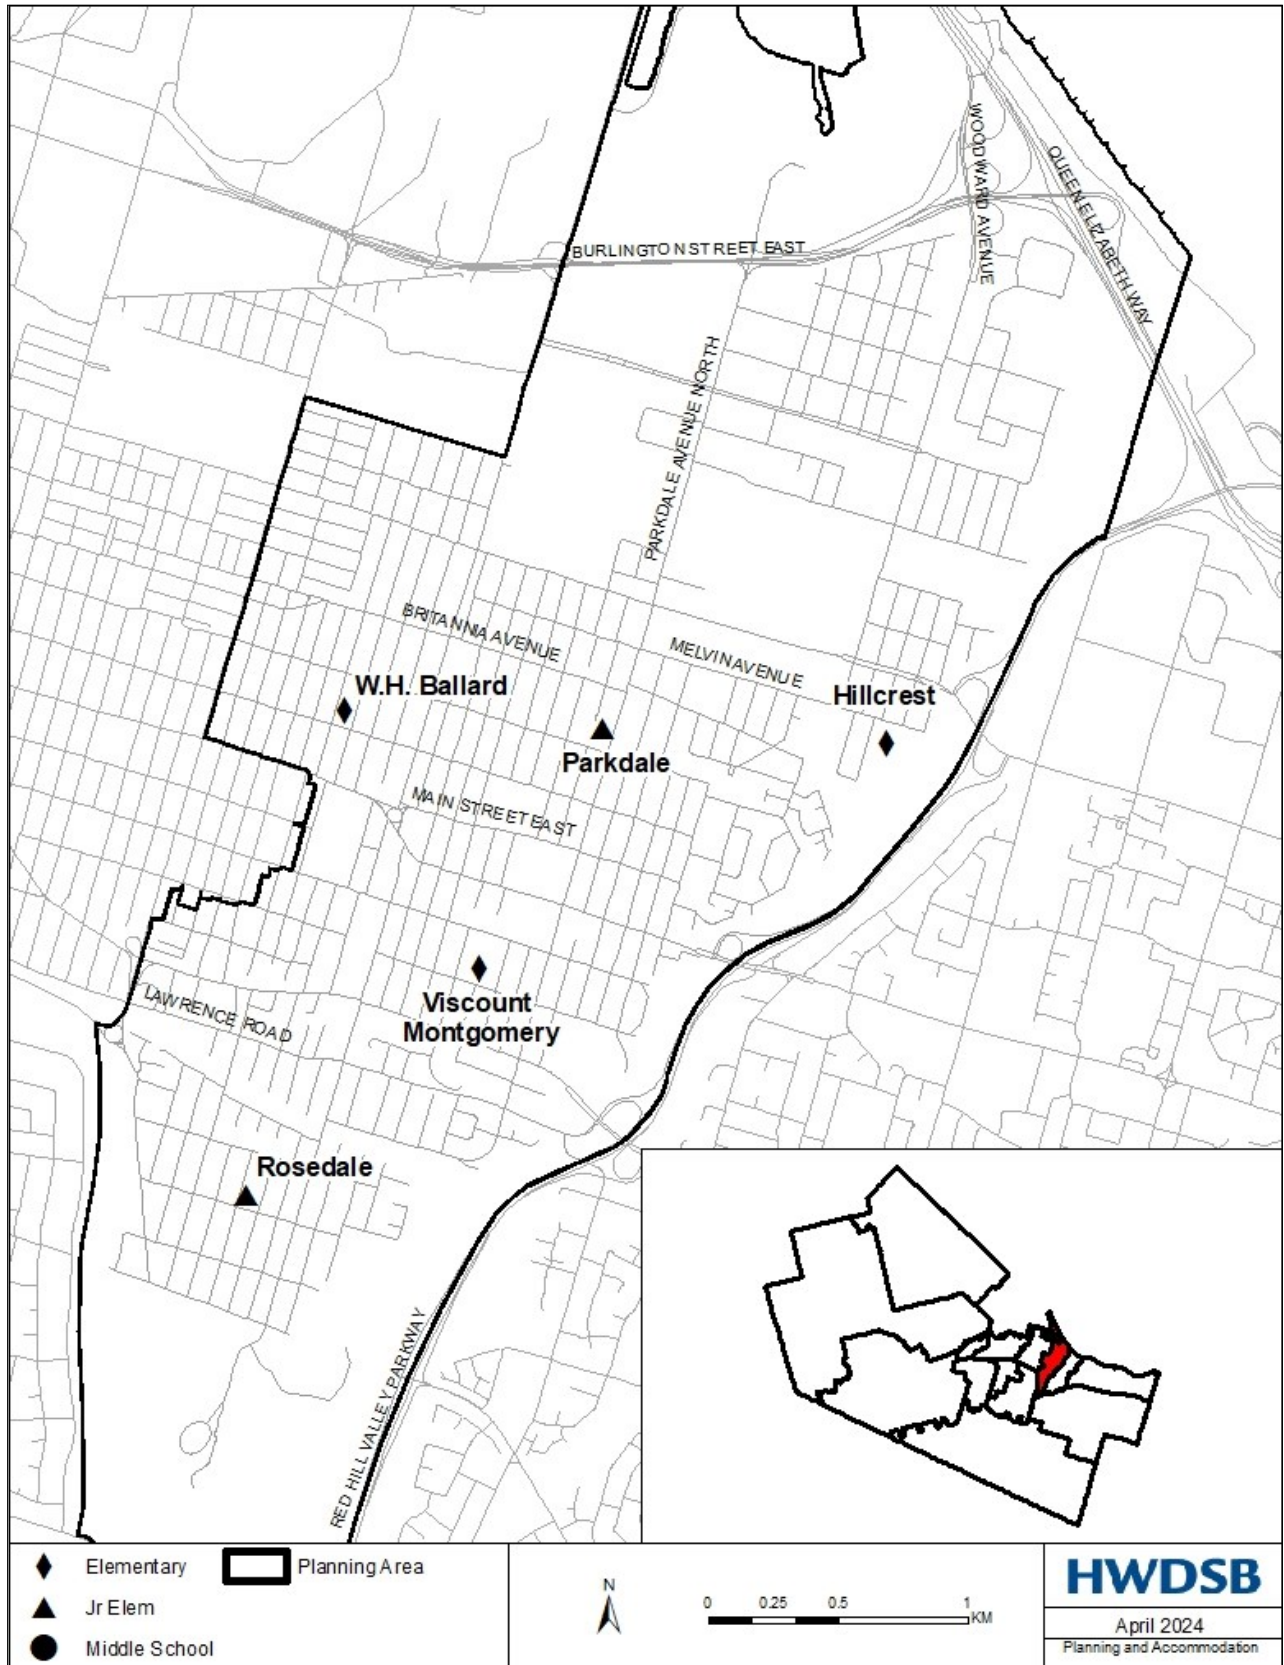 WOODWARD AVENUE
QUEEN ELIZABETH WAY
BURLINGTON STREET EAST
PARKDALE AVENUE NORTH
BRITANNIA AVENUE
MELVIN AVENUE
W.H. Ballard
Hillcrest
Parkdale
MAIN STREET EAST
Viscount
Montgomery
LAWRENCE ROAD
Rosedale
RED HILL VALLEY PARKWAY
Elementary
Planning Area
Jr Elem
Middle School
N
0 0.25 0.5 1
KM
HWDSB
April 2024
Planning and Accommodation